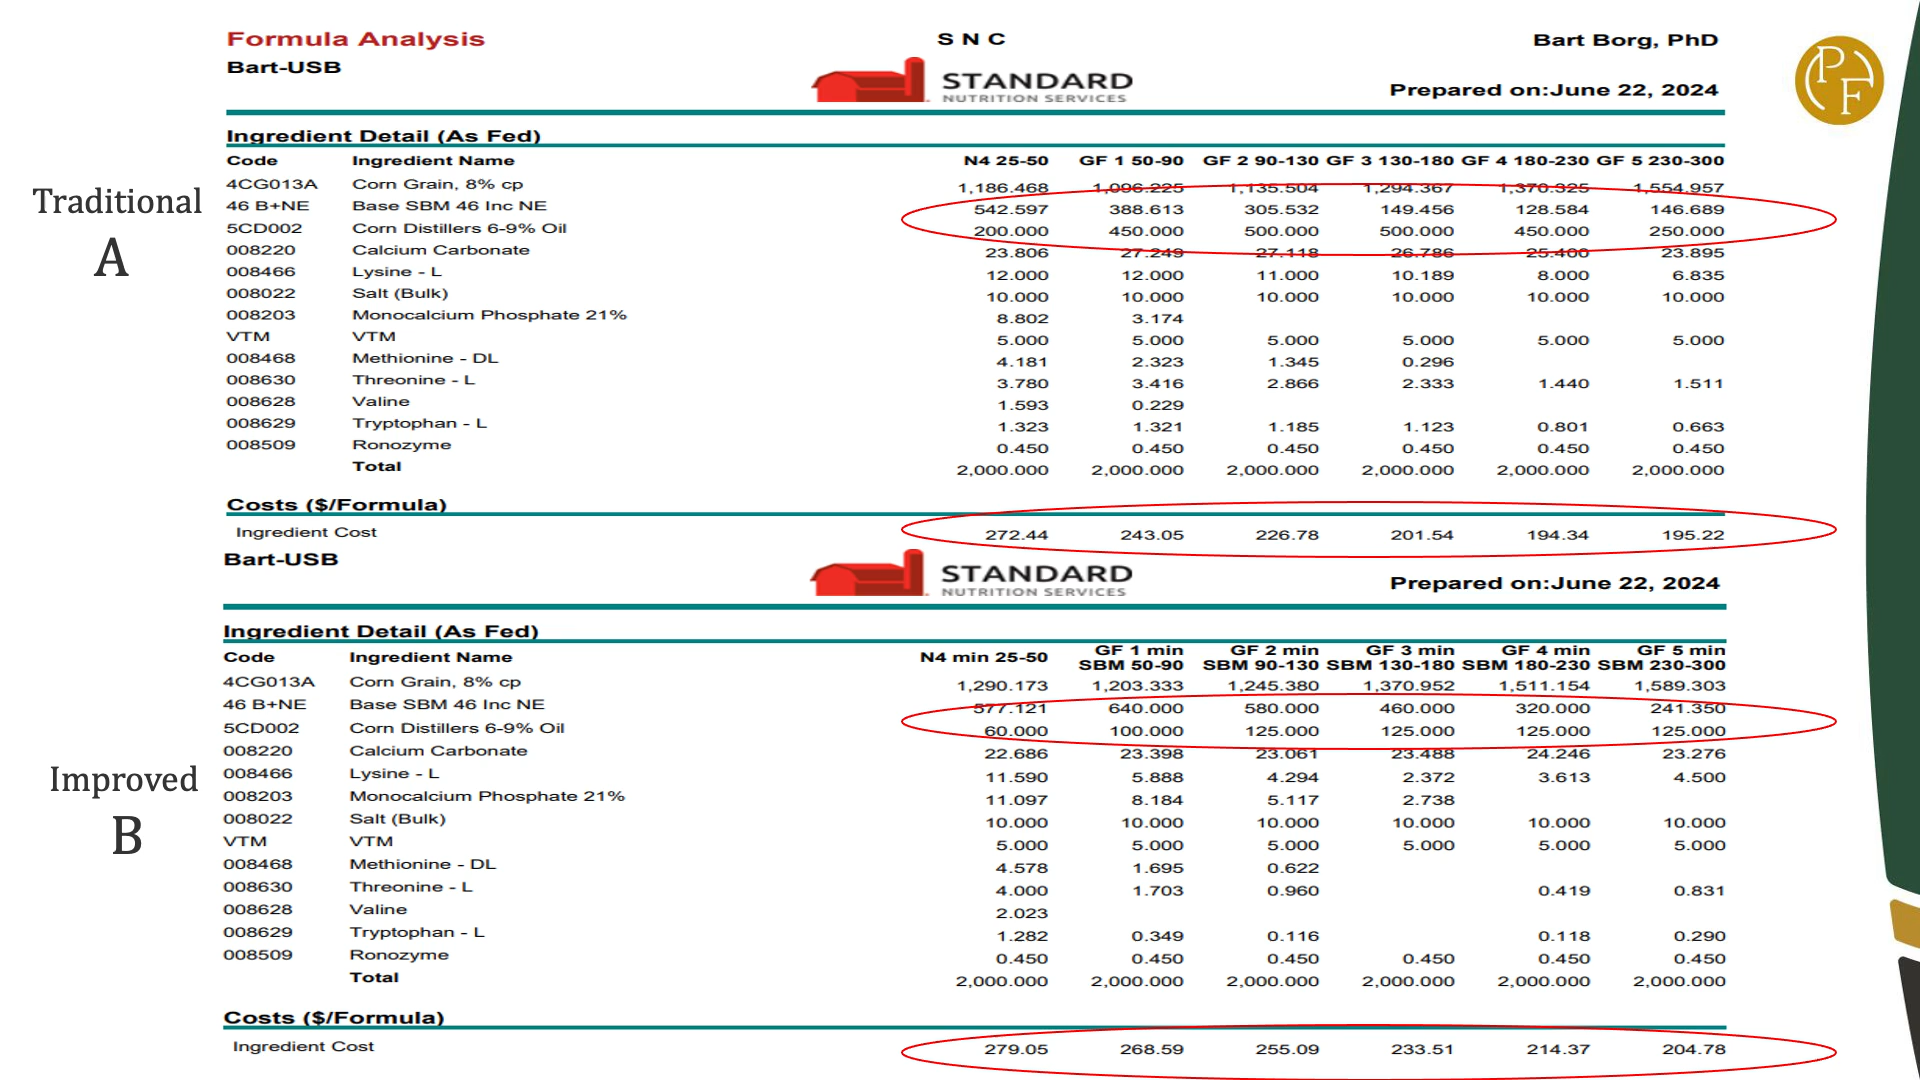 Formula Analysis
S N C
Bart Borg, PhD
Bart-USB
STANDARD
NUTRITION SERVICES
Prepared on:June 22, 2024
P F
Ingredient Detail (As Fed)
Code Ingredient Name N4 25-50 GF 1 50-90 GF 2 90-130 GF 3 130-180 GF 4 180-230 GF 5 230-300
Traditional
A
4CG013A Corn Grain, 8% cp 1,186.468 1,096.225 1,135.504 1,294.367 1,370.325 1,554.957
46 B+NE Base SBM 46 Inc NE 542.597 388.613 305.532 149.456 128.584 146.689
5CD002 Corn Distillers 6-9% Oil 200.000 450.000 500.000 500.000 450.000 250.000
008220 Calcium Carbonate 23.806 27.249 27.118 26.786 25.400 23.895
008466 Lysine - L 12.000 12.000 11.000 10.189 8.000 6.835
008022 Salt (Bulk) 10.000 10.000 10.000 10.000 10.000 10.000
008203 Monocalcium Phosphate 21% 8.802 3.174
VTM VTM 5.000 5.000 5.000 5.000 5.000 5.000
008468 Methionine - DL 4.181 2.323 1.345 0.296
008630 Threonine - L 3.780 3.416 2.866 2.333 1.440 1.511
008628 Valine 1.593 0.229
008629 Tryptophan - L 1.323 1.321 1.185 1.123 0.801 0.663
008509 Ronozyme 0.450 0.450 0.450 0.450 0.450 0.450
Total 2,000.000 2,000.000 2,000.000 2,000.000 2,000.000 2,000.000
Costs ($/Formula)
Ingredient Cost 272.44 243.05 226.78 201.54 194.34 195.22
Bart-USB
STANDARD
NUTRITION SERVICES
Prepared on:June 22, 2024
Ingredient Detail (As Fed)
GF 1 min GF 2 min GF 3 min GF 4 min GF 5 min
Code Ingredient Name N4 min 25-50 SBM 50-90 SBM 90-130 SBM 130-180 SBM 180-230 SBM 230-300
Improved
B
4CG013A Corn Grain, 8% cp 1,290.173 1,203.333 1,245.380 1,370.952 1,511.154 1,589.303
46 B+NE Base SBM 46 Inc NE 577.121 640.000 580.000 460.000 320.000 241.350
5CD002 Corn Distillers 6-9% Oil 60.000 100.000 125.000 125.000 125.000 125.000
008220 Calcium Carbonate 22.686 23.398 23.061 23.488 24.246 23.276
008466 Lysine - L 11.590 5.888 4.294 2.372 3.613 4.500
008203 Monocalcium Phosphate 21% 11.097 8.184 5.117 2.738
008022 Salt (Bulk) 10.000 10.000 10.000 10.000 10.000 10.000
VTM VTM 5.000 5.000 5.000 5.000 5.000 5.000
008468 Methionine - DL 4.578 1.695 0.622
008630 Threonine - L 4.000 1.703 0.960 0.419 0.831
008628 Valine 2.023
008629 Tryptophan - L 1.282 0.349 0.116 0.118 0.290
008509 Ronozyme 0.450 0.450 0.450 0.450 0.450 0.450
Total 2,000.000 2,000.000 2,000.000 2,000.000 2,000.000 2,000.000
Costs ($/Formula)
Ingredient Cost 279.05 268.59 255.09 233.51 214.37 204.78